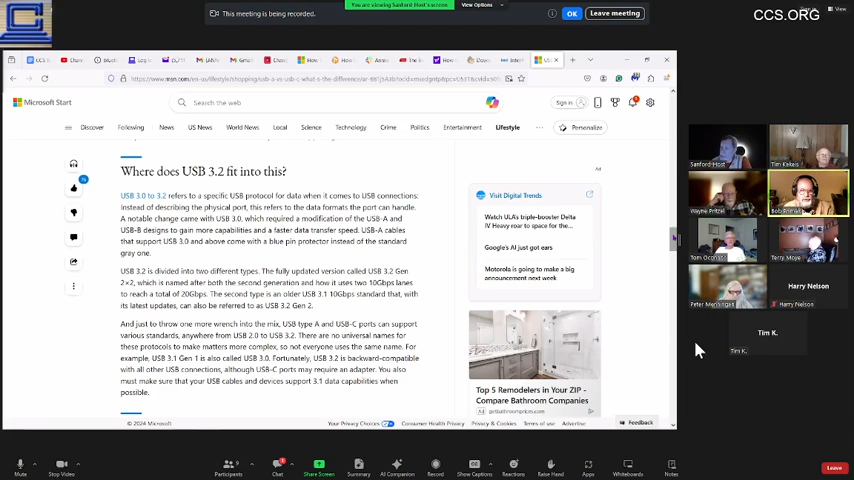 You are viewing Sanford-Host's screen
View Options
This meeting is being recorded.
OK
Leave meeting
View
CCS.ORG
Microsoft Start
Search the web
Sign in
Discover
Following
News
US News
World News
Local
Science
Technology
Crime
Politics
Entertainment
Lifestyle
Personalize
Where does USB 3.2 fit into this?
USB 3.0 to 3.2 refers to a specific USB protocol for data when it comes to USB connections:
Instead of describing the physical port, this refers to the data formats the port can handle.
A notable change came with USB 3.0, which required a modification of the USB-A and
USB-B designs to gain more capabilities and a faster data transfer speed. USB-A cables
that support USB 3.0 and above come with a blue pin protector instead of the standard
gray one.
USB 3.2 is divided into two different types. The fully updated version called USB 3.2 Gen
2×2, which is named after both the second generation and how it uses two 10Gbps lanes
to reach a total of 20Gbps. The second type is an older USB 3.1 10Gbps standard that, with
its latest updates, can also be referred to as USB 3.2 Gen 2.
And just to throw one more wrench into the mix, USB type A and USB-C ports can support
various standards, anywhere from USB 2.0 to USB 3.2. There are no universal names for
these protocols to make matters more complex, so not everyone uses the same name. For
example, USB 3.1 Gen 1 is also called USB 3.0. Fortunately, USB 3.2 is backward-compatible
with all other USB connections, although USB-C ports may require an adapter. You also
must make sure that your USB cables and devices support 3.1 data capabilities when
possible.
Ad
Visit Digital Trends
Watch ULA's triple-booster Delta
IV Heavy roar to space for the...
Google's AI just got ears
Motorola is going to make a big
announcement next week
Top 5 Remodelers in Your ZIP -
Compare Bathroom Companies
Ad
getbathroomprices.com
© 2024 Microsoft
Your Privacy Choices
Consumer Health Privacy
Privacy & Cookies
Terms of use
Advertise
Feedback
Sanford-Host
Tim Kekeis
Wayne Pritzel
Terry Moye
Harry Nelson
Harry Nelson
Tim K.
Tim K.
Mute
Stop Video
Participants
9
Chat
Share Screen
Summary
AI Companion
Record
Show Captions
Reactions
Raise Hand
Apps
Whiteboards
Notes
Leave